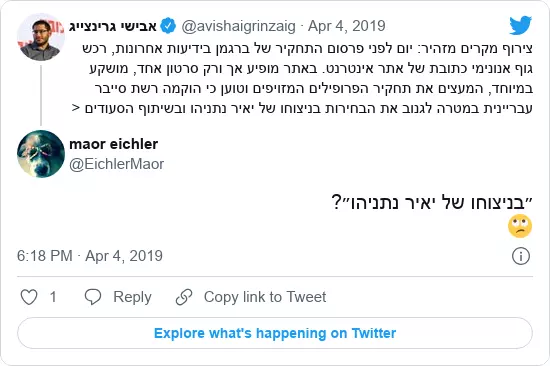 אבישי גרינצייג @avishaigrinzaig · Apr 4, 2019
צירוף מקרים מזהיר: יום לפני פרסום התחקיר של ברגמן בידיעות אחרונות, רכש
גוף אנונימי כתובת של אתר אינטרנט. באתר מופיע אך ורק סרטון אחד, מושקע
במיוחד, המעצים את תחקיר הפרופילים המזויפים וטוען כי הוקמה רשת סייבר
עבריינית במטרה לגנוב את הבחירות בניצוחו של יאיר נתניהו ובשיתוף הסעודים >
maor eichler
@EichlerMaor
״בניצוחו של יאיר נתניהו״?
🙄
6:18 PM · Apr 4, 2019
1 Reply Copy link to Tweet
Explore what's happening on Twitter